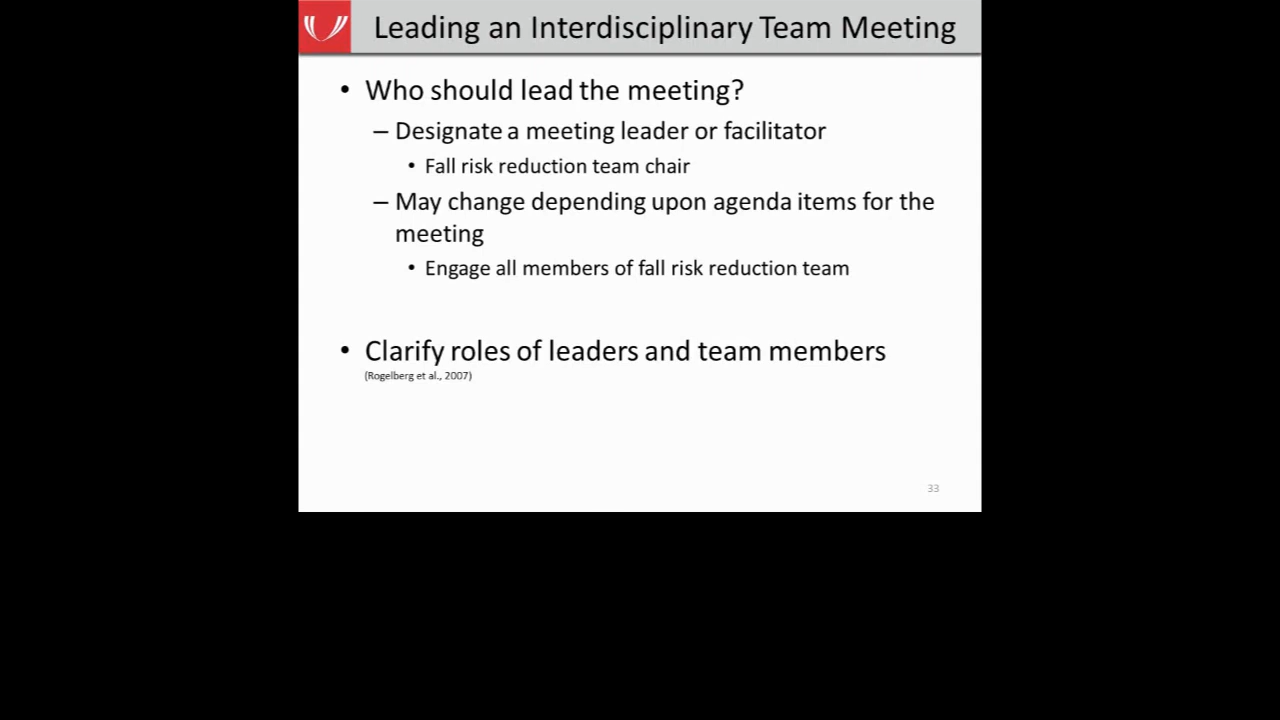 Leading an Interdisciplinary Team Meeting
• Who should lead the meeting?
– Designate a meeting leader or facilitator
• Fall risk reduction team chair
– May change depending upon agenda items for the
meeting
• Engage all members of fall risk reduction team
• Clarify roles of leaders and team members
(Rogelberg et al., 2007)
33